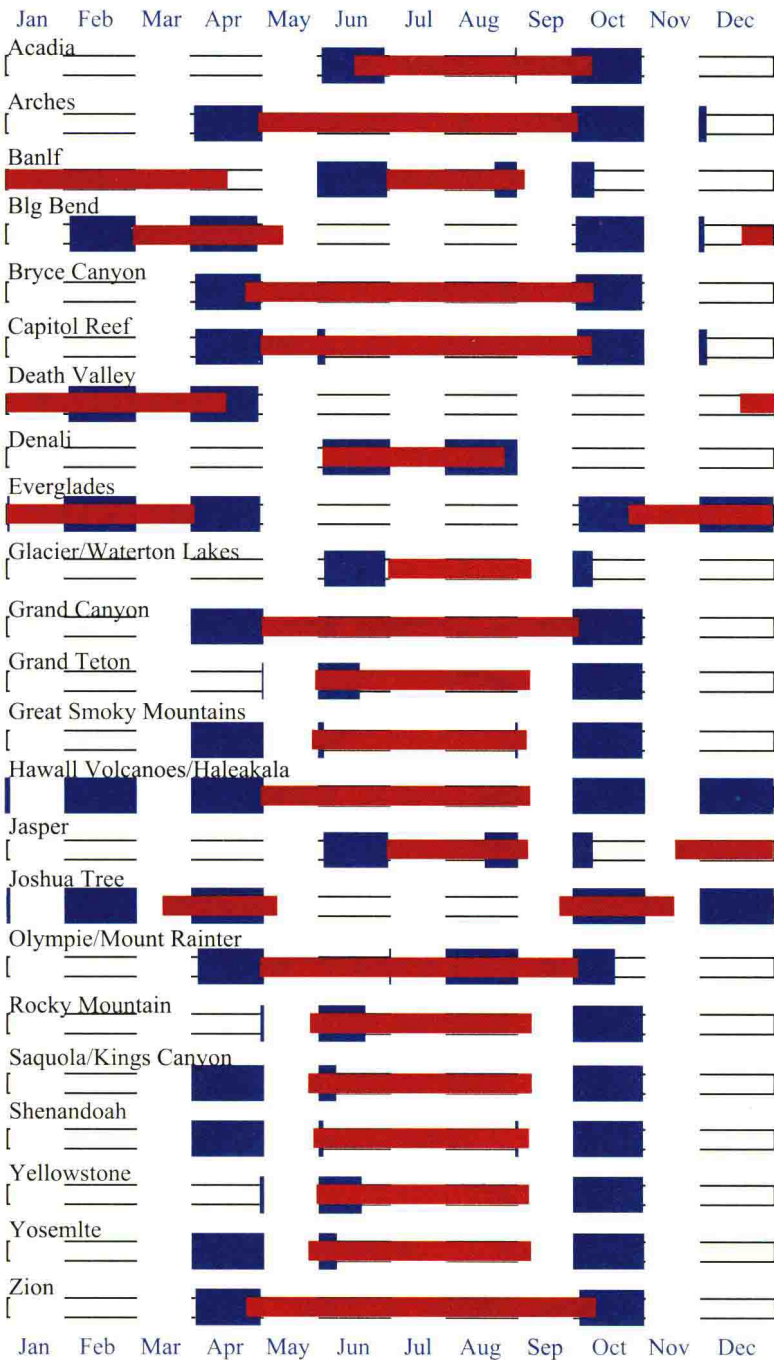 Jan Feb Mar Apr May Jun Jul Aug Sep Oct Nov Dec
Acadia
Arches
Banlf
Blg Bend
Bryce Canyon
Capitol Reef
Death Valley
Denali
Everglades
Glacier/Waterton Lakes
Grand Canyon
Grand Teton
Great Smoky Mountains
Hawall Volcanoes/Haleakala
Jasper
Joshua Tree
Olympie/Mount Rainter
Rocky Mountain
Saquola/Kings Canyon
Shenandoah
Yellowstone
Yosemlte
Zion
Jan Feb Mar Apr May Jun Jul Aug Sep Oct Nov Dec